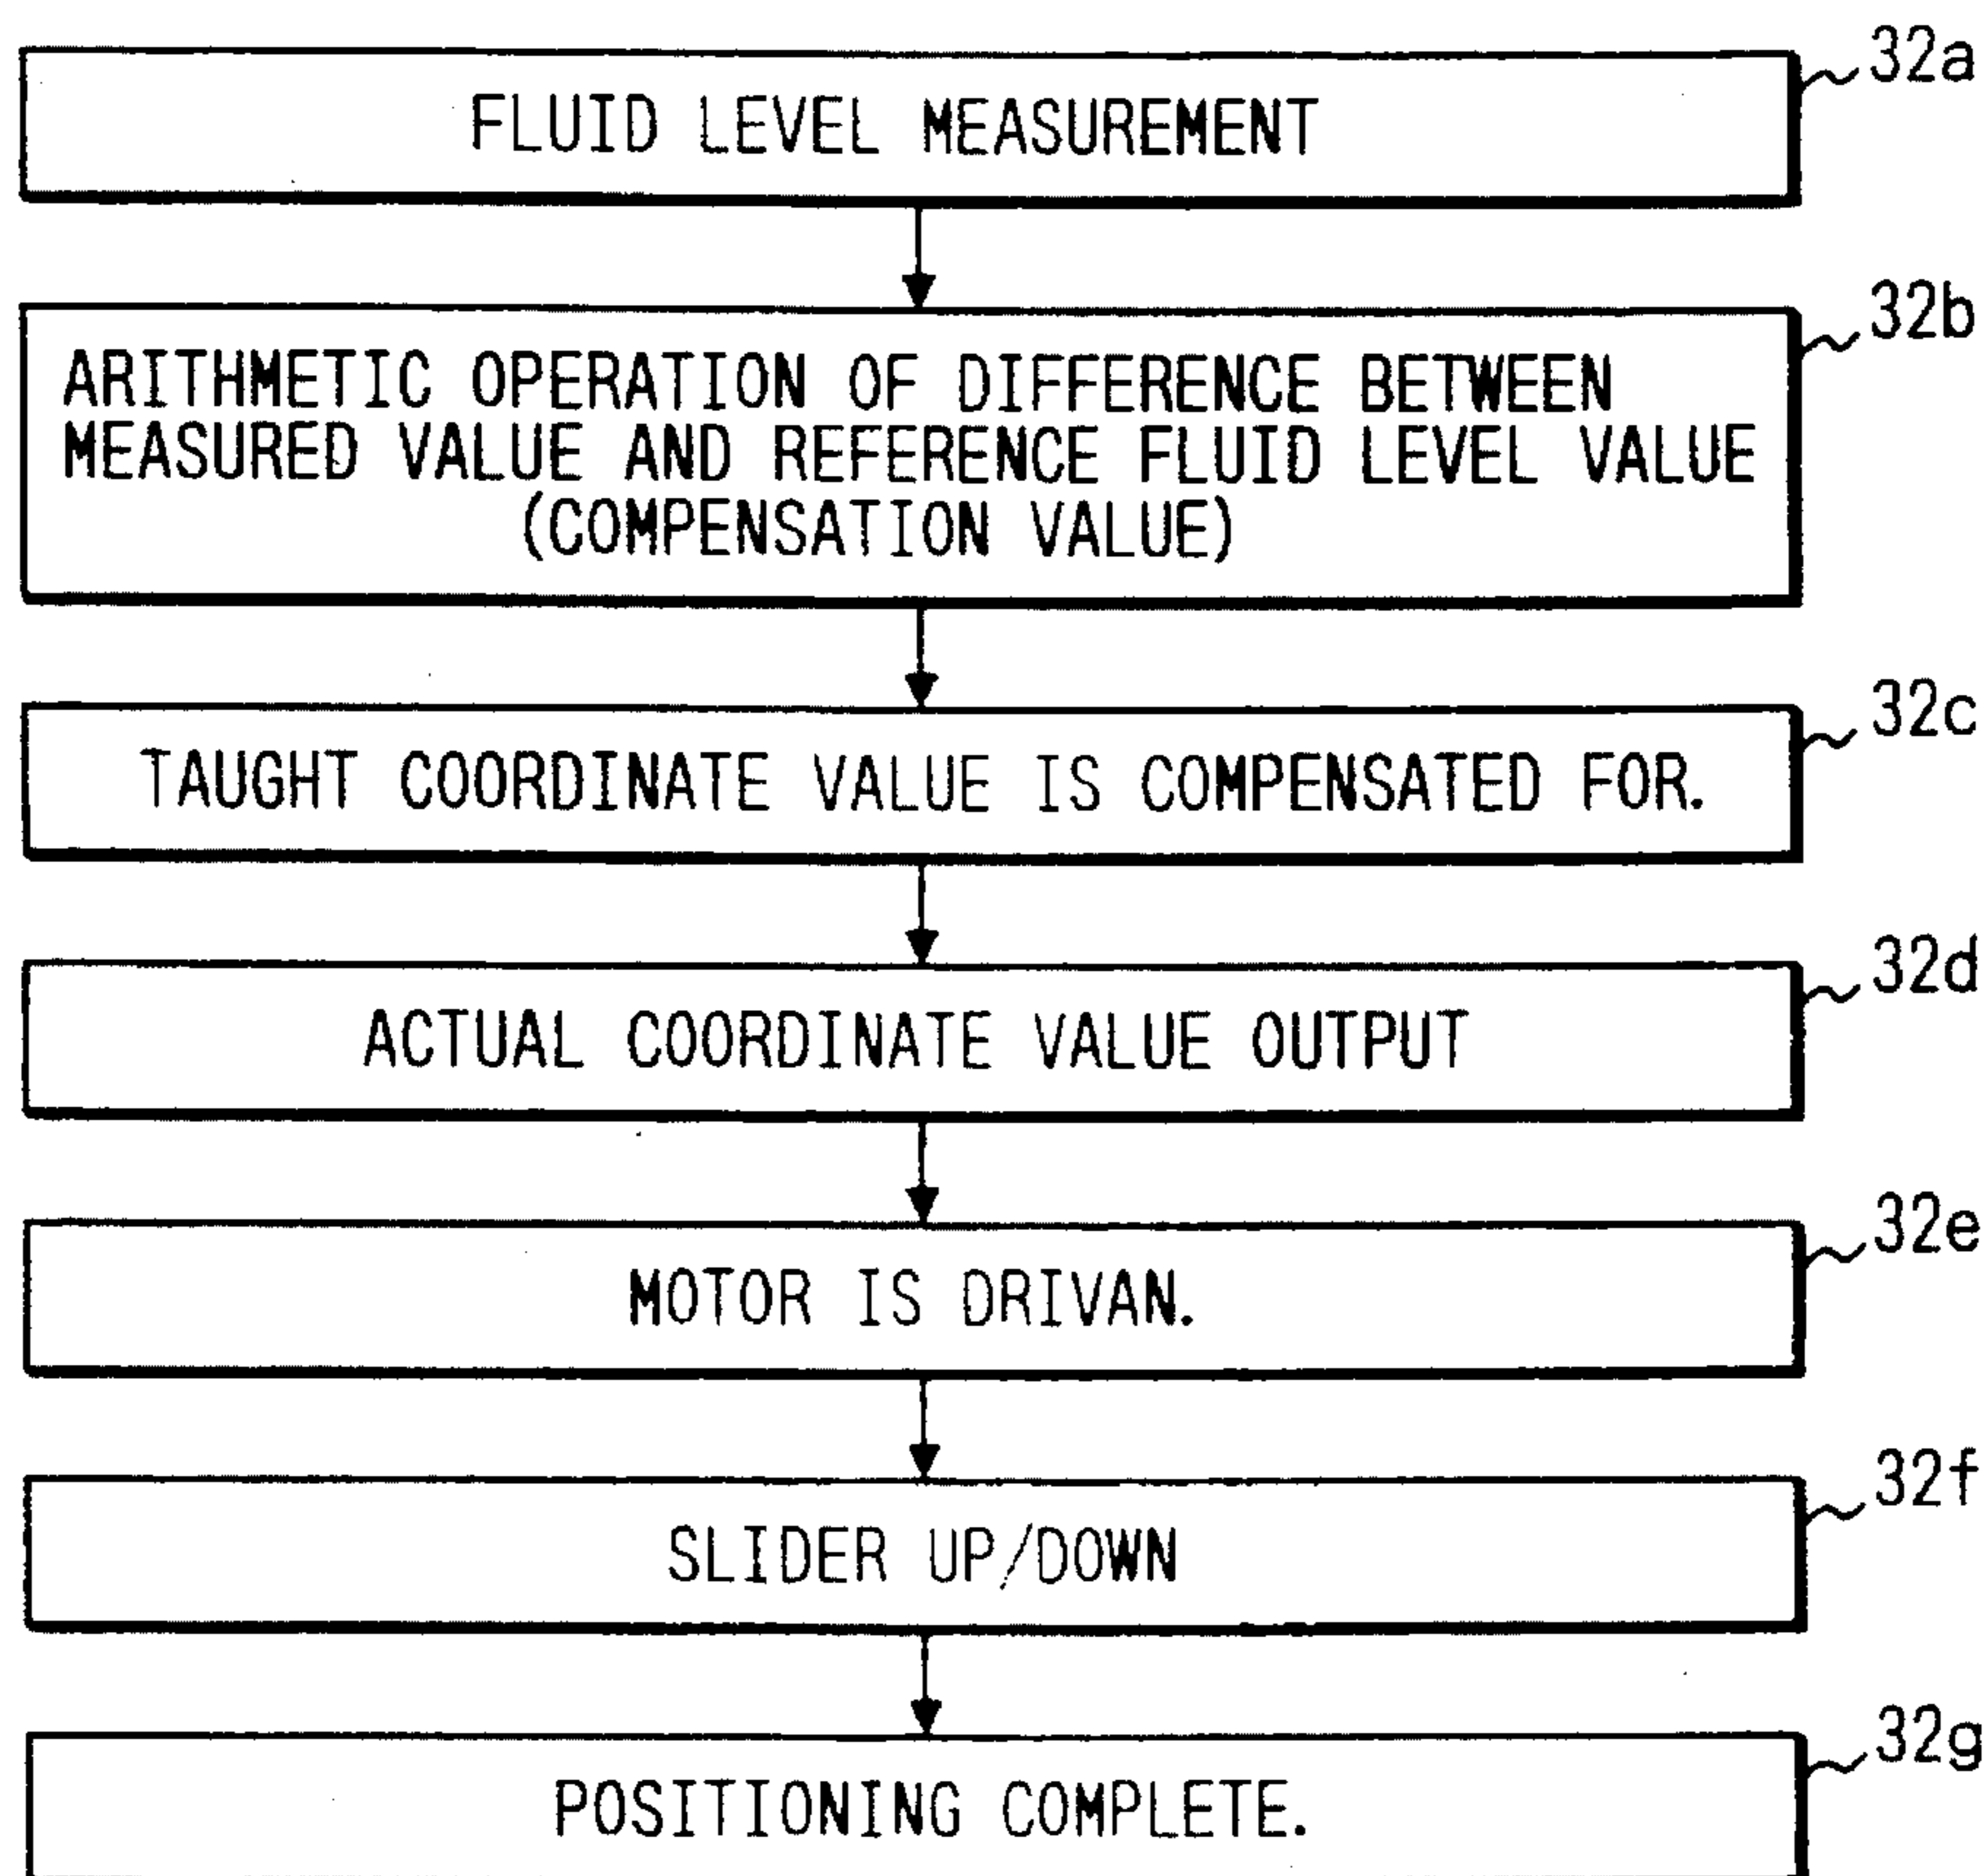 32a
FLUID LEVEL MEASUREMENT
32b
ARITHMETIC OPERATION OF DIFFERENCE BETWEEN
MEASURED VALUE AND REFERENCE FLUID LEVEL VALUE
(COMPENSATION VALUE)
32c
TAUGHT COORDINATE VALUE IS COMPENSATED FOR.
32d
ACTUAL COORDINATE VALUE OUTPUT
32e
MOTOR IS DRIVAN.
32f
SLIDER UP/DOWN
32g
POSITIONING COMPLETE.